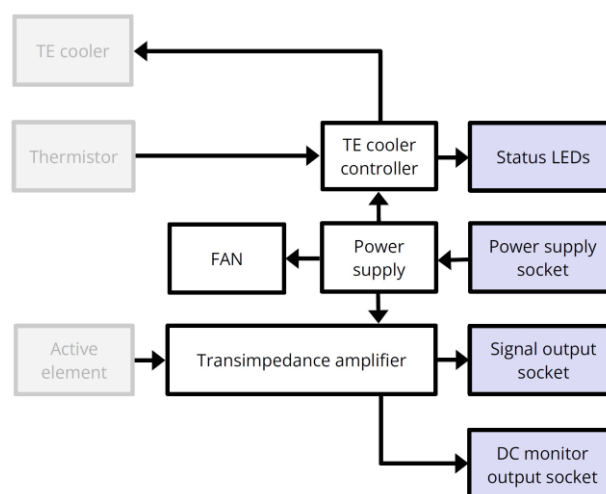 TE cooler
Thermistor
TE cooler
controller
Status LEDs
FAN
Power
supply
Power supply
socket
Active
element
Transimpedance amplifier
Signal output
socket
DC monitor
output socket